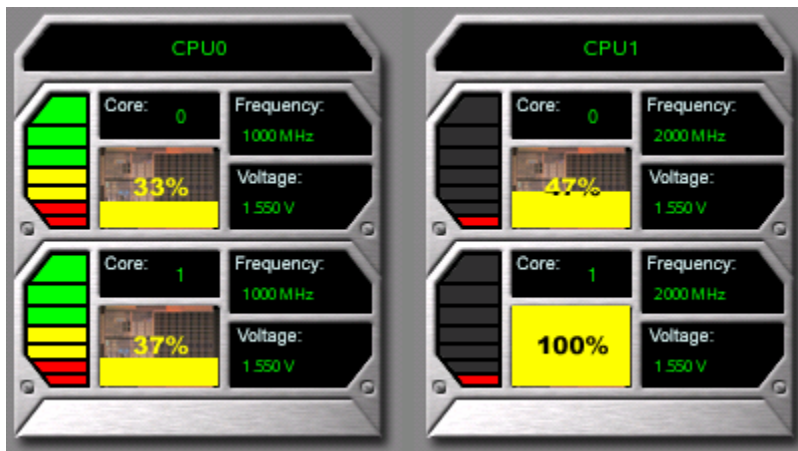 CPU0
Core: 0
Frequency:
1000 MHz
33%
Voltage:
1.550 V
Core: 1
Frequency:
1000 MHz
37%
Voltage:
1.550 V
CPU1
Core: 0
Frequency:
2000 MHz
47%
Voltage:
1.550 V
Core: 1
Frequency:
2000 MHz
100%
Voltage:
1.550 V